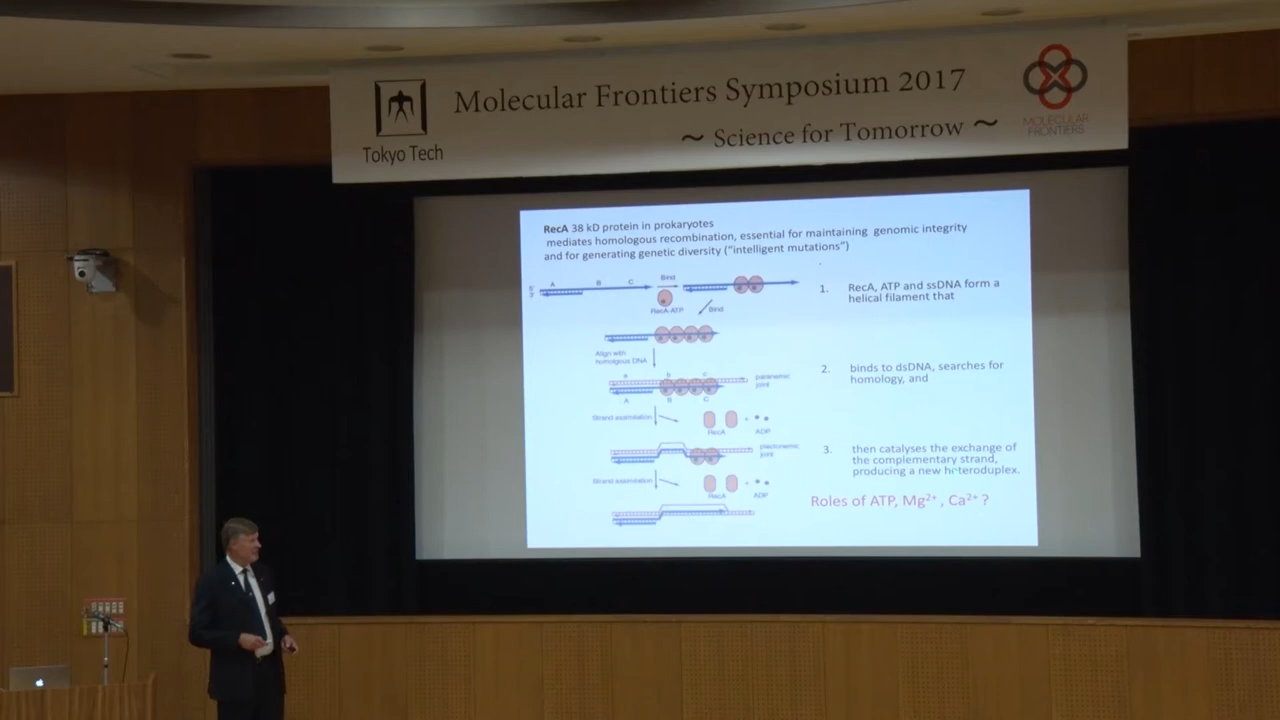 Molecular Frontiers Symposium 2017
~ Science for Tomorrow ~
Tokyo Tech
MOLECULAR
FRONTIERS
RecA 38 kD protein in prokaryotes
mediates homologous recombination, essential for maintaining genomic integrity
and for generating genetic diversity ("intelligent mutations")
5'
3'
A B C
Bind
RecA·ATP
Bind
Align with
homologous DNA
a b c
A B C
paranemic
joint
Strand assimilation
RecA
ADP
plectonemic
joint
Strand assimilation
RecA
ADP
1. RecA, ATP and ssDNA form a
helical filament that
2. binds to dsDNA, searches for
homology, and
3. then catalyses the exchange of
the complementary strand,
producing a new heteroduplex.
Roles of ATP, Mg²⁺ , Ca²⁺ ?